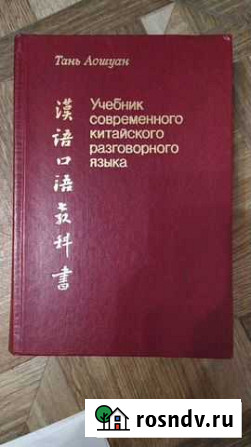 Тань Аошуан
Учебник
современного
китайского
разговорного
языка
漢語口語教科書
rosndv.ru